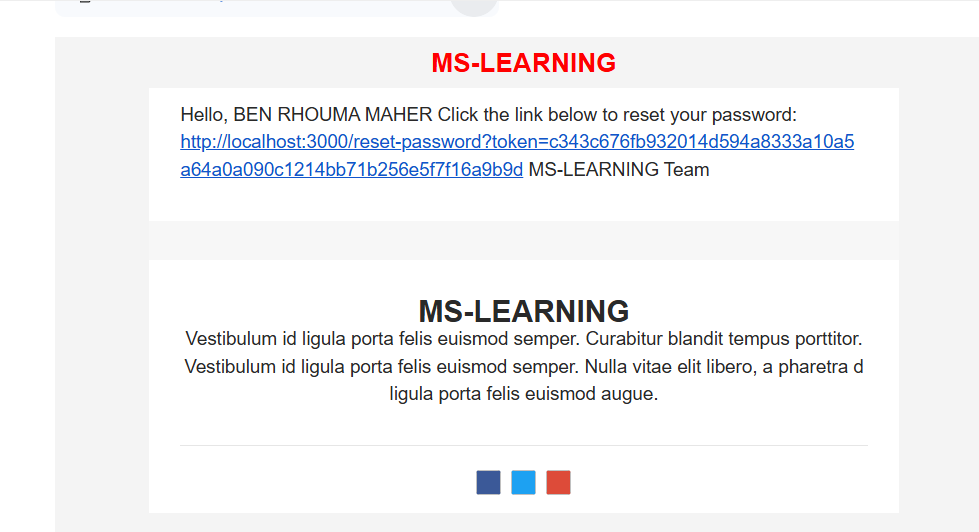 MS-LEARNING
Hello, BEN RHOUMA MAHER Click the link below to reset your password:
http://localhost:3000/reset-password?token=c343c676fb932014d594a8333a10a5
a64a0a090c1214bb71b256e5f7f16a9b9d MS-LEARNING Team
MS-LEARNING
Vestibulum id ligula porta felis euismod semper. Curabitur blandit tempus porttitor.
Vestibulum id ligula porta felis euismod semper. Nulla vitae elit libero, a pharetra d
ligula porta felis euismod augue.